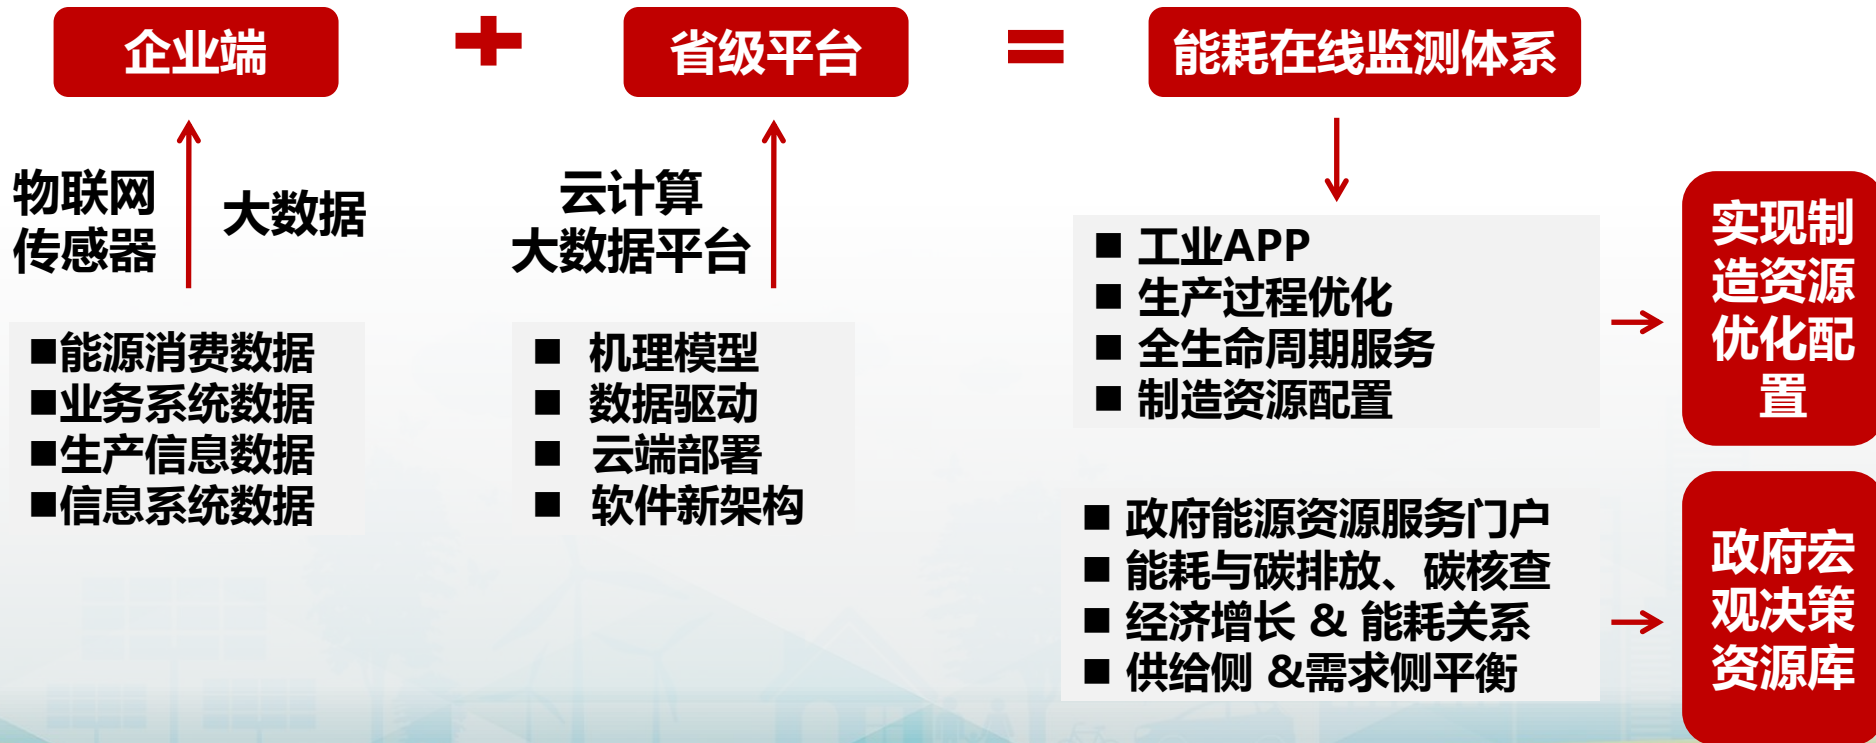 企业端
+
省级平台
=
能耗在线监测体系
物联网
传感器
大数据
云计算
大数据平台
■能源消费数据
■业务系统数据
■生产信息数据
■信息系统数据
■ 机理模型
■ 数据驱动
■ 云端部署
■ 软件新架构
■ 工业APP
■ 生产过程优化
■ 全生命周期服务
■ 制造资源配置
实现制
造资源
优化配
置
■ 政府能源资源服务门户
■ 能耗与碳排放、碳核查
■ 经济增长 & 能耗关系
■ 供给侧 &需求侧平衡
政府宏
观决策
资源库